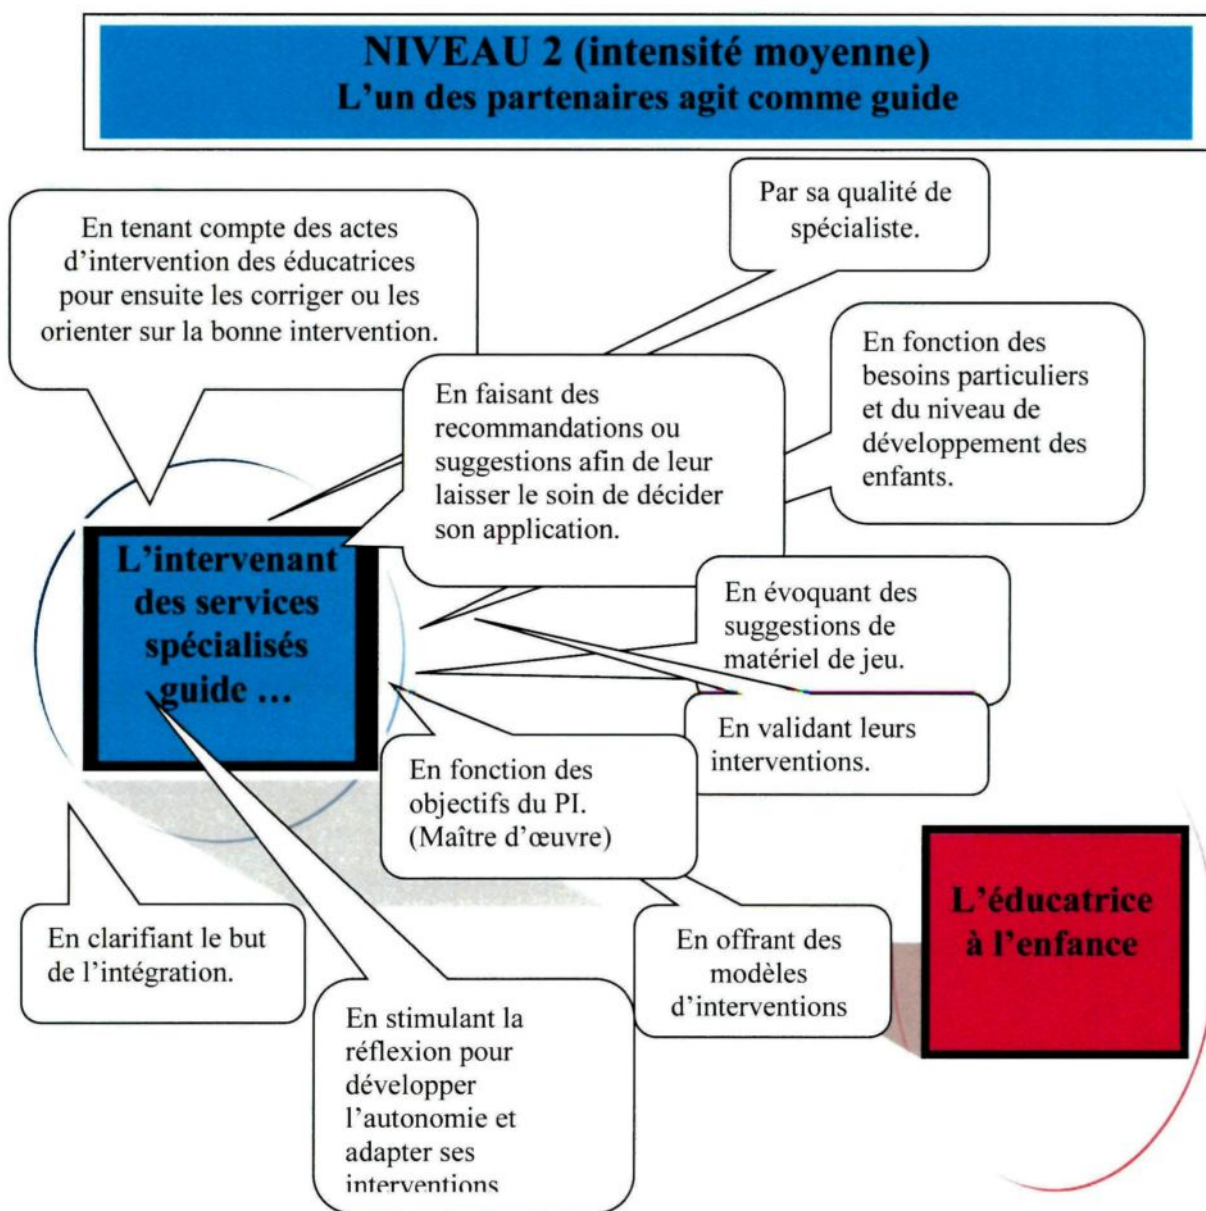 NIVEAU 2 (intensité moyenne)
L'un des partenaires agit comme guide
Par sa qualité de
spécialiste.
En tenant compte des actes
d'intervention des éducatrices
pour ensuite les corriger ou les
orienter sur la bonne intervention.
En fonction des
besoins particuliers
et du niveau de
développement des
enfants.
En faisant des
recommandations ou
suggestions afin de leur
laisser le soin de décider
son application.
L'intervenant
des services
spécialisés
guide ...
En évoquant des
suggestions de
matériel de jeu.
En validant leurs
interventions.
En fonction des
objectifs du PI.
(Maître d'œuvre)
L'éducatrice
à l'enfance
En clarifiant le but
de l'intégration.
En offrant des
modèles
d'interventions
En stimulant la
réflexion pour
développer
l'autonomie et
adapter ses
interventions